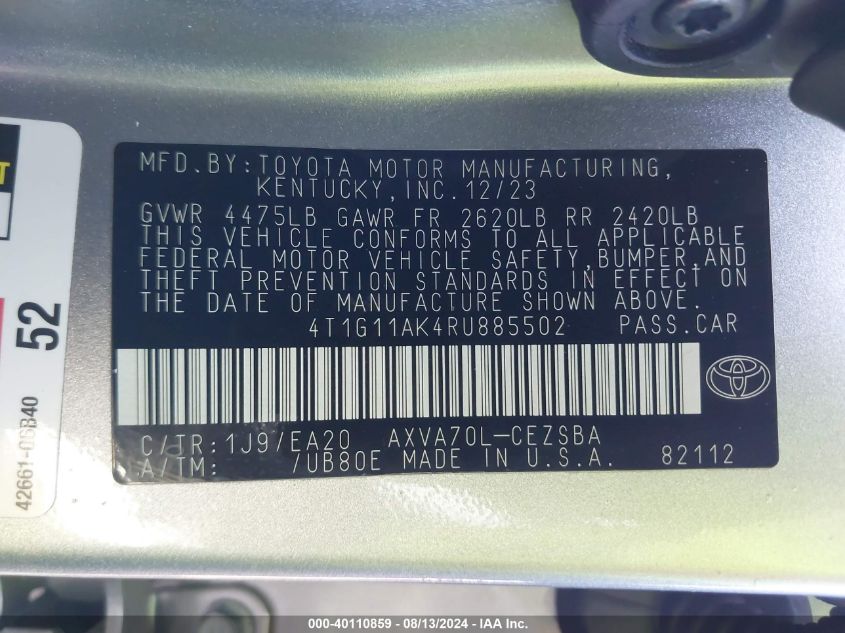 MFD.BY:TOYOTA MOTOR MANUFACTURING,
KENTUCKY,INC.12/23
GVWR 4475LB GAWR FR 2620LB RR 2420LB
THIS VEHICLE CONFORMS TO ALL APPLICABLE
FEDERAL MOTOR VEHICLE SAFETY,BUMPER,AND
THEFT PREVENTION STANDARDS IN EFFECT ON
THE DATE OF MANUFACTURE SHOWN ABOVE.
4T1G11AK4RU885502 PASS.CAR
C/TR:1J9/EA20 AXVA70L-CEZSBA
A/TM: /UB80E MADE IN U.S.A. 82112
52
000-40110859 / 08/13/2024 / IMPACT - USA, INC.